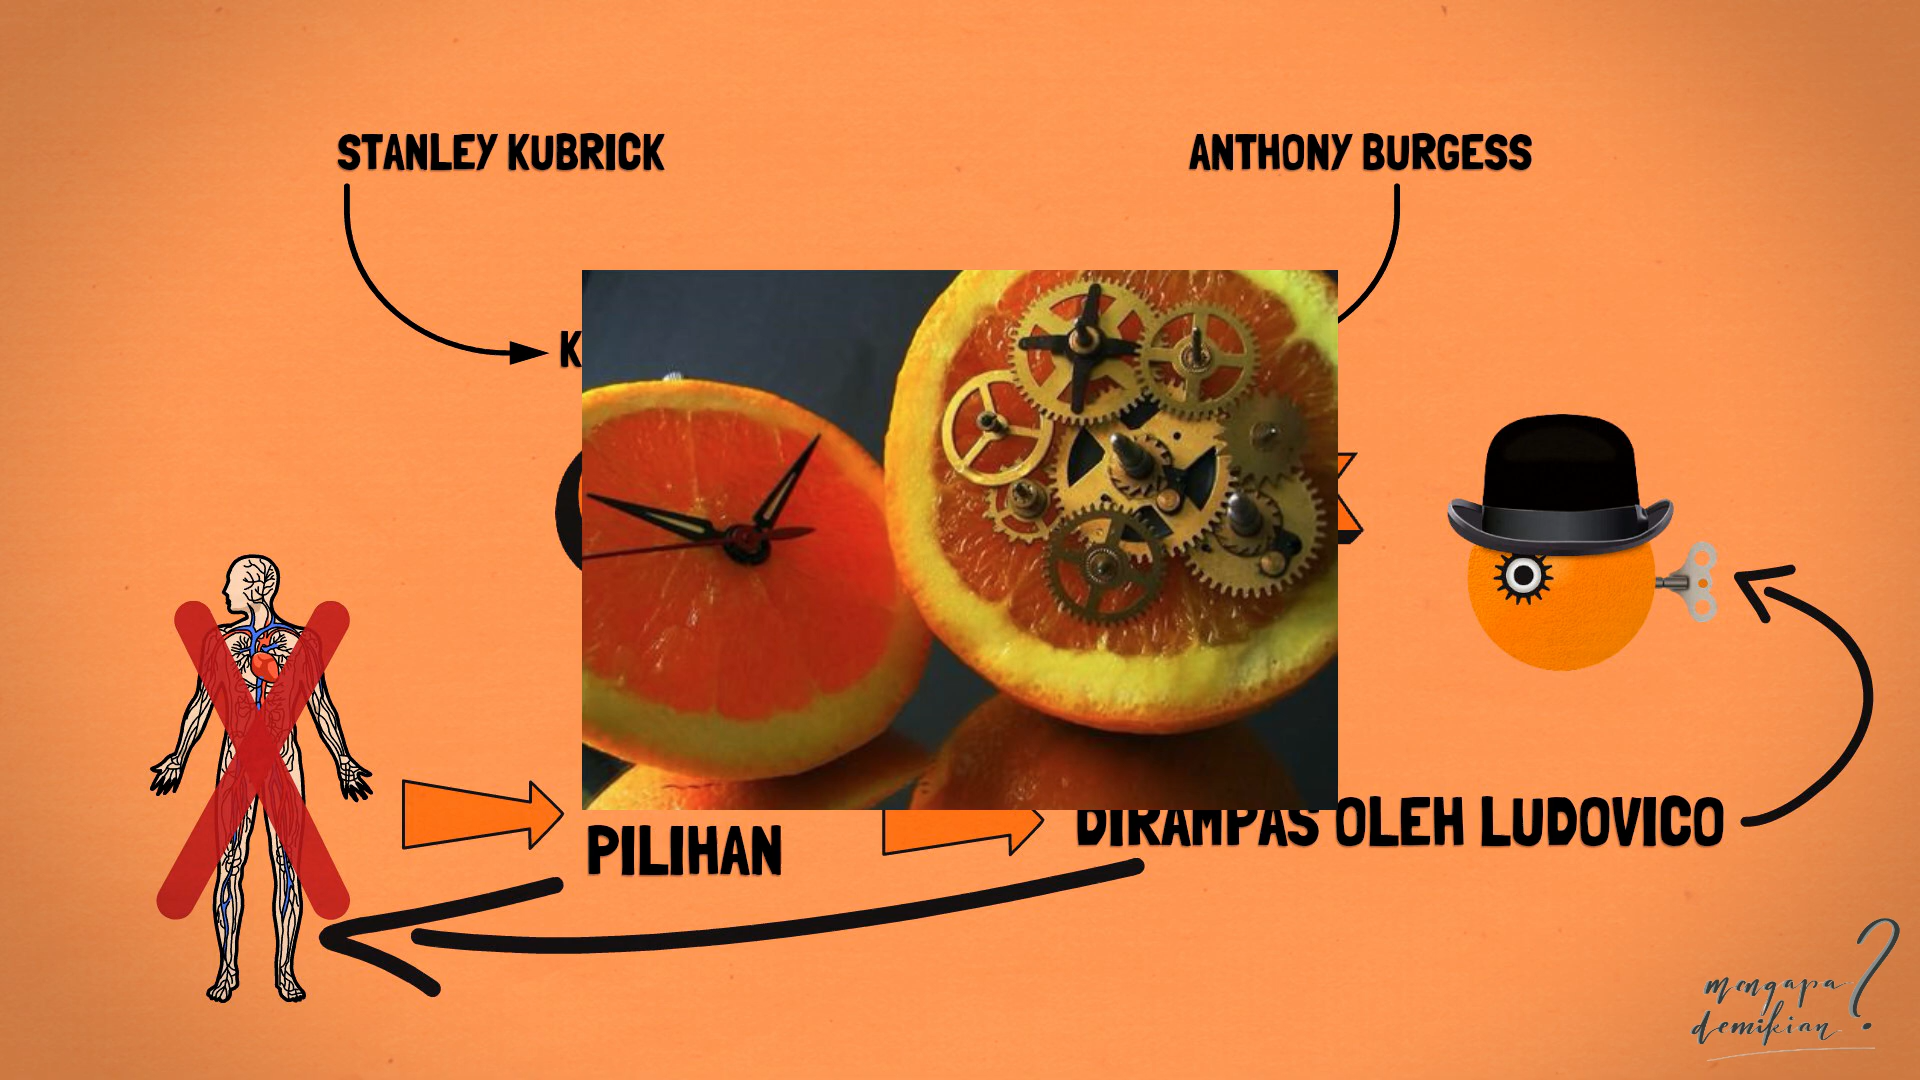 STANLEY KUBRICK
ANTHONY BURGESS
K
PILIHAN
DIRAMPAS OLEH LUDOVICO
mengapa
demikian?